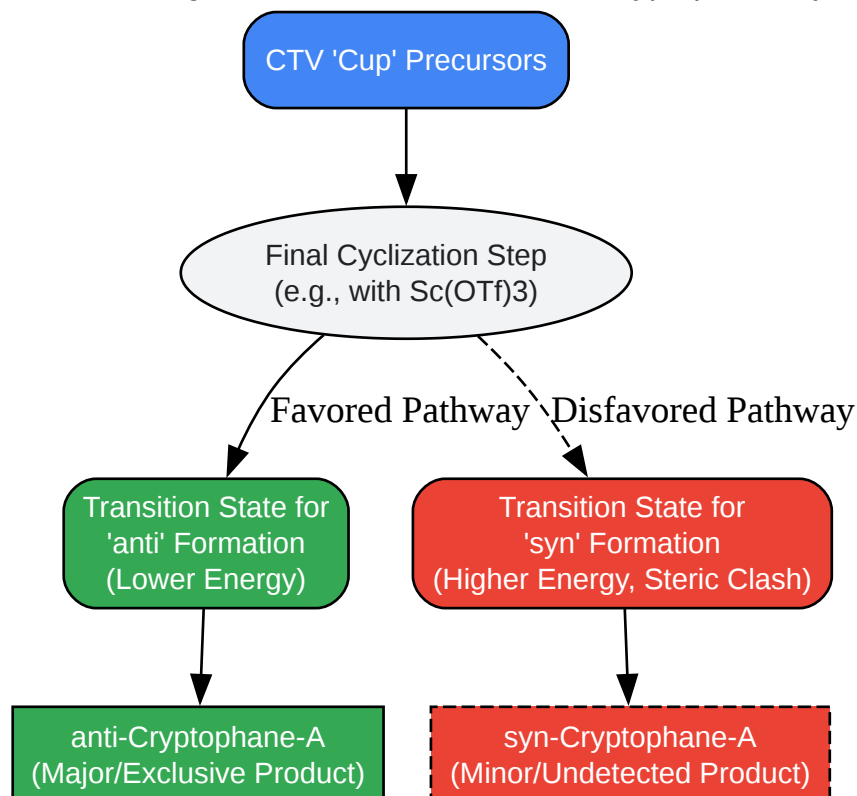 CTV 'Cup' Precursors
Final Cyclization Step
(e.g., with Sc(OTf)3)
Favored Pathway
Disfavored Pathway
Transition State for
'anti' Formation
(Lower Energy)
Transition State for
'syn' Formation
(Higher Energy, Steric Clash)
anti-Cryptophane-A
(Major/Exclusive Product)
syn-Cryptophane-A
(Minor/Undetected Product)